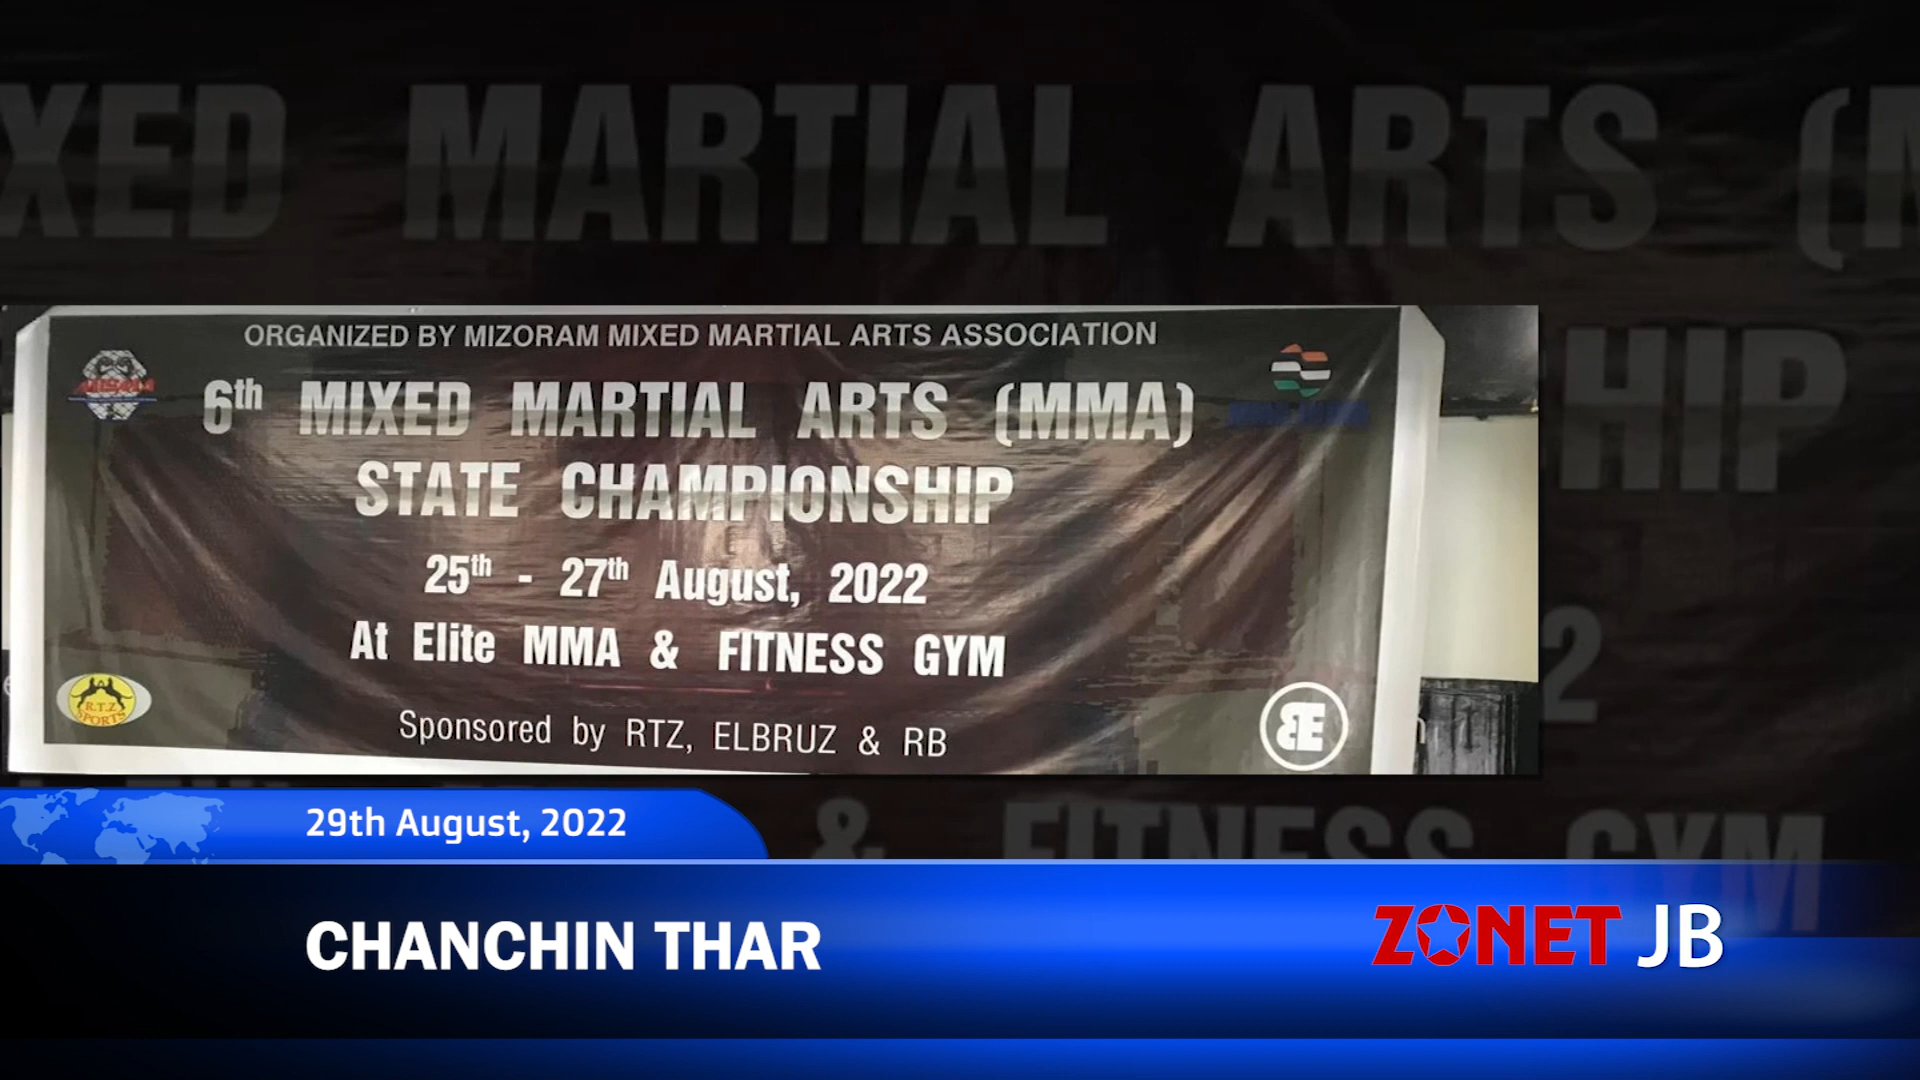 ORGANIZED BY MIZORAM MIXED MARTIAL ARTS ASSOCIATION
6th MIXED MARTIAL ARTS (MMA)
STATE CHAMPIONSHIP
25th - 27th August, 2022
At Elite MMA & FITNESS GYM
R.T.Z
SPORTS
Sponsored by RTZ, ELBRUZ & RB
29th August, 2022
CHANCHIN THAR
ZONET JB